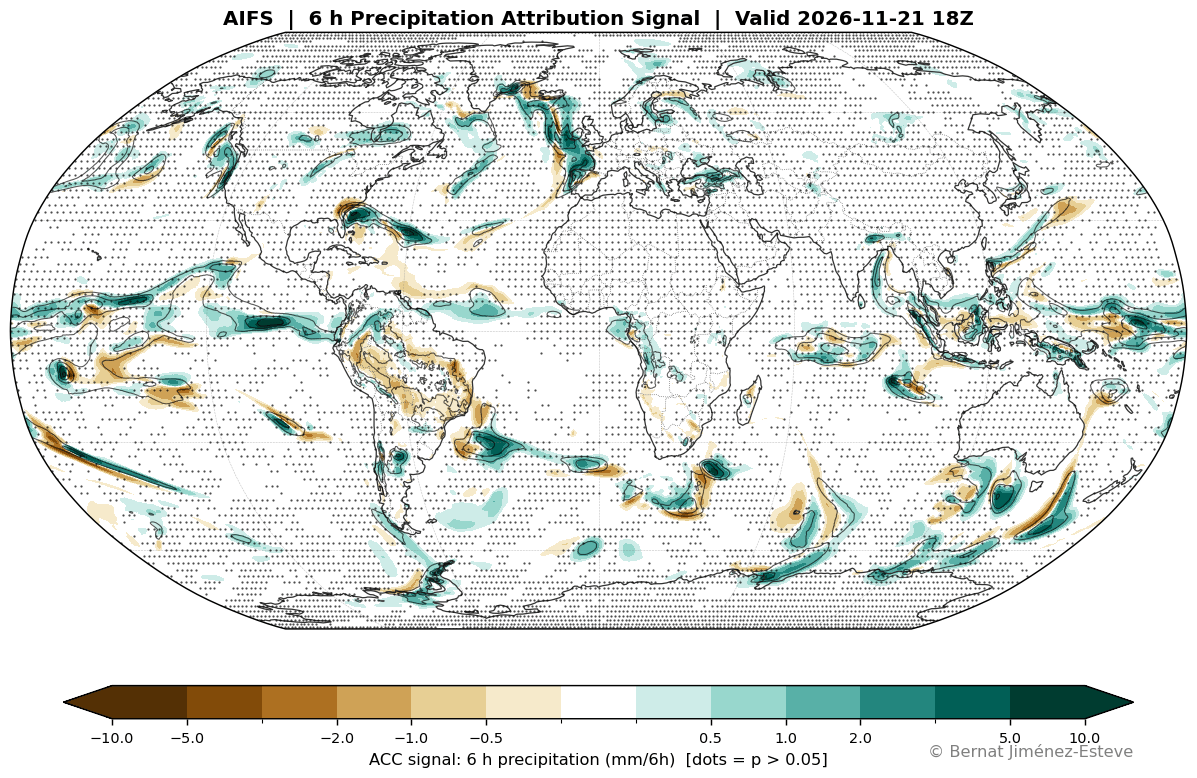 AIFS | 6 h Precipitation Attribution Signal | Valid 2026-11-21 18Z
−10.0 −5.0 −2.0 −1.0 −0.5 0.5 1.0 2.0 5.0 10.0
ACC signal: 6 h precipitation (mm/6h) [dots = p > 0.05]
© Bernat Jiménez-Esteve